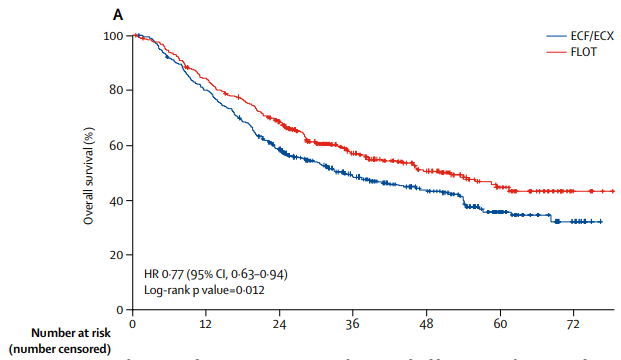 A
ECF/ECX
FLOT
100
80
60
40
20
0
Overall survival (%)
HR 0·77 (95% CI, 0·63–0·94)
Log-rank p value=0·012
0 12 24 36 48 60 72
Number at risk
(number censored)